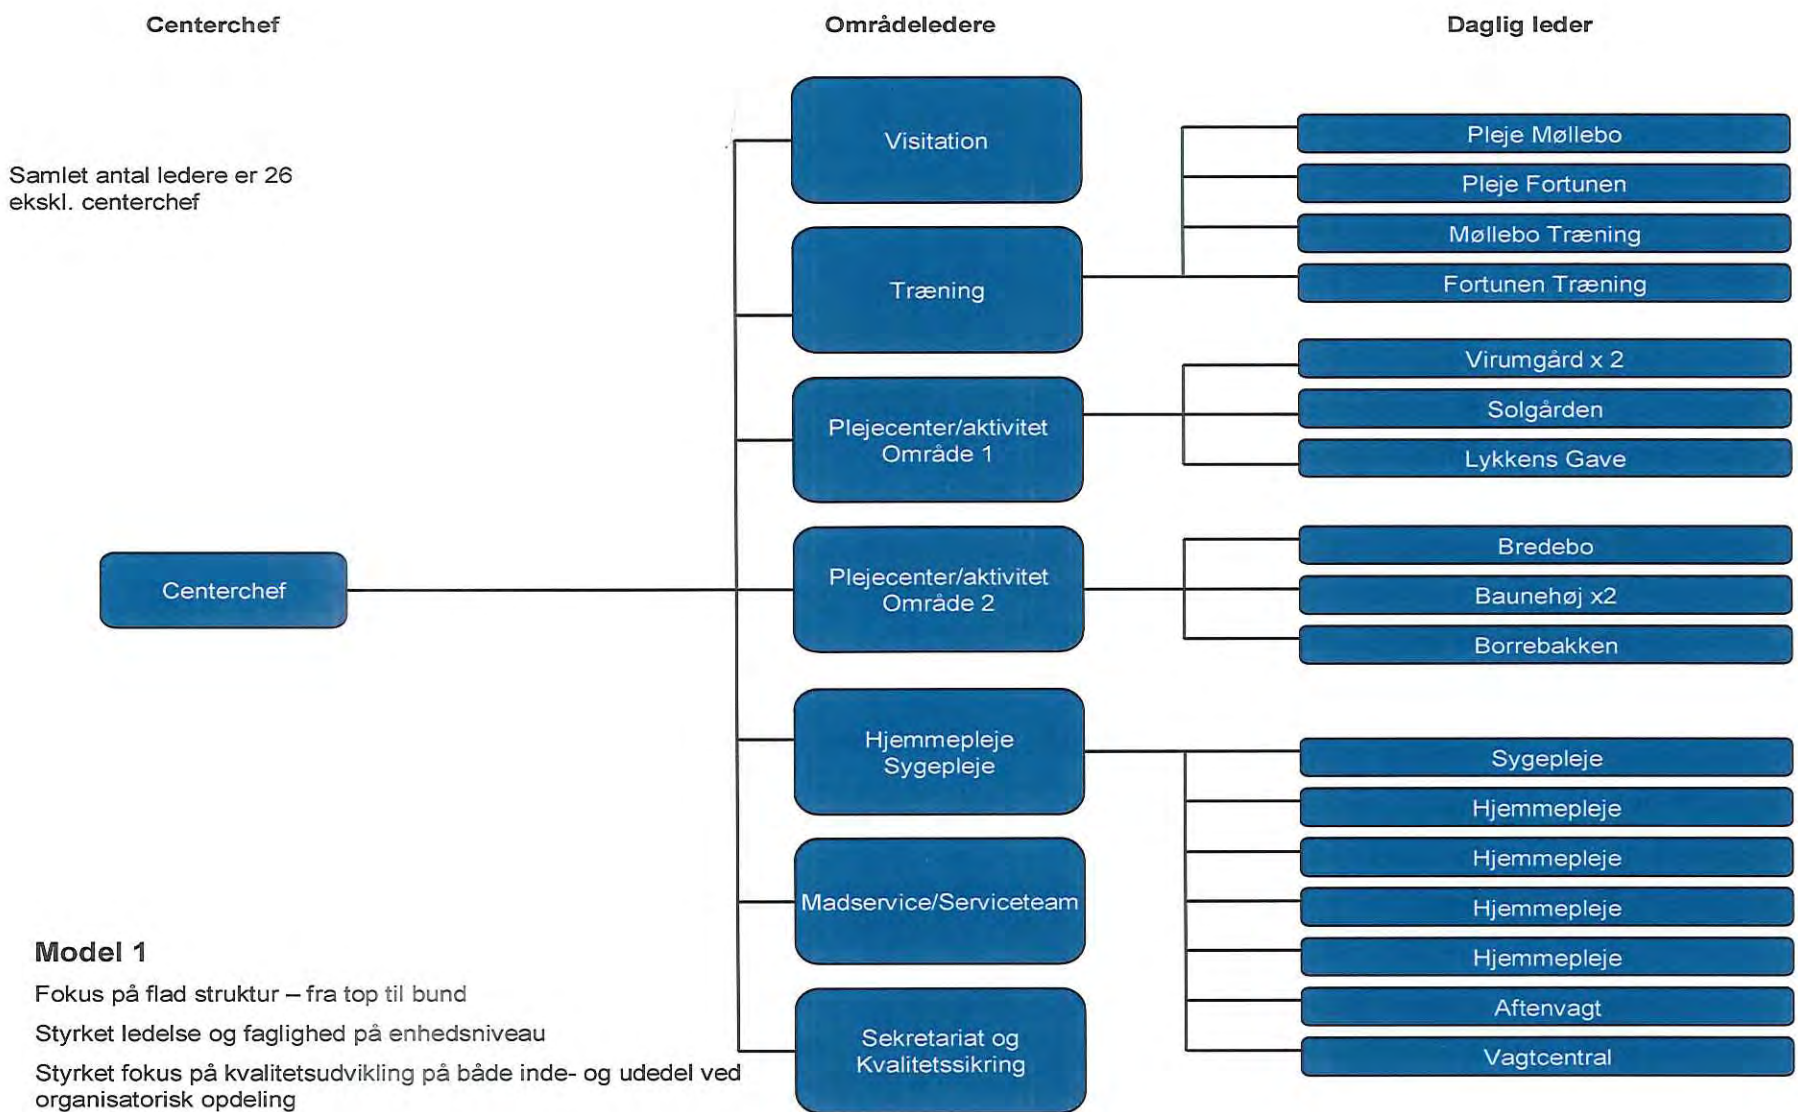 Centerchef
Områdeledere
Daglig leder
Samlet antal ledere er 26
ekskl. centerchef
Centerchef
Visitation
Træning
Plejecenter/aktivitet
Område 1
Plejecenter/aktivitet
Område 2
Hjemmepleje
Sygepleje
Madservice/Serviceteam
Sekretariat og
Kvalitetssikring
Pleje Møllebo
Pleje Fortunen
Møllebo Træning
Fortunen Træning
Virumgård x 2
Solgården
Lykkens Gave
Bredebo
Baunehøj x2
Borrebakken
Sygepleje
Hjemmepleje
Hjemmepleje
Hjemmepleje
Hjemmepleje
Aftenvagt
Vagtcentral
Model 1
Fokus på flad struktur – fra top til bund
Styrket ledelse og faglighed på enhedsniveau
Styrket fokus på kvalitetsudvikling på både inde- og udedel ved
organisatorisk opdeling